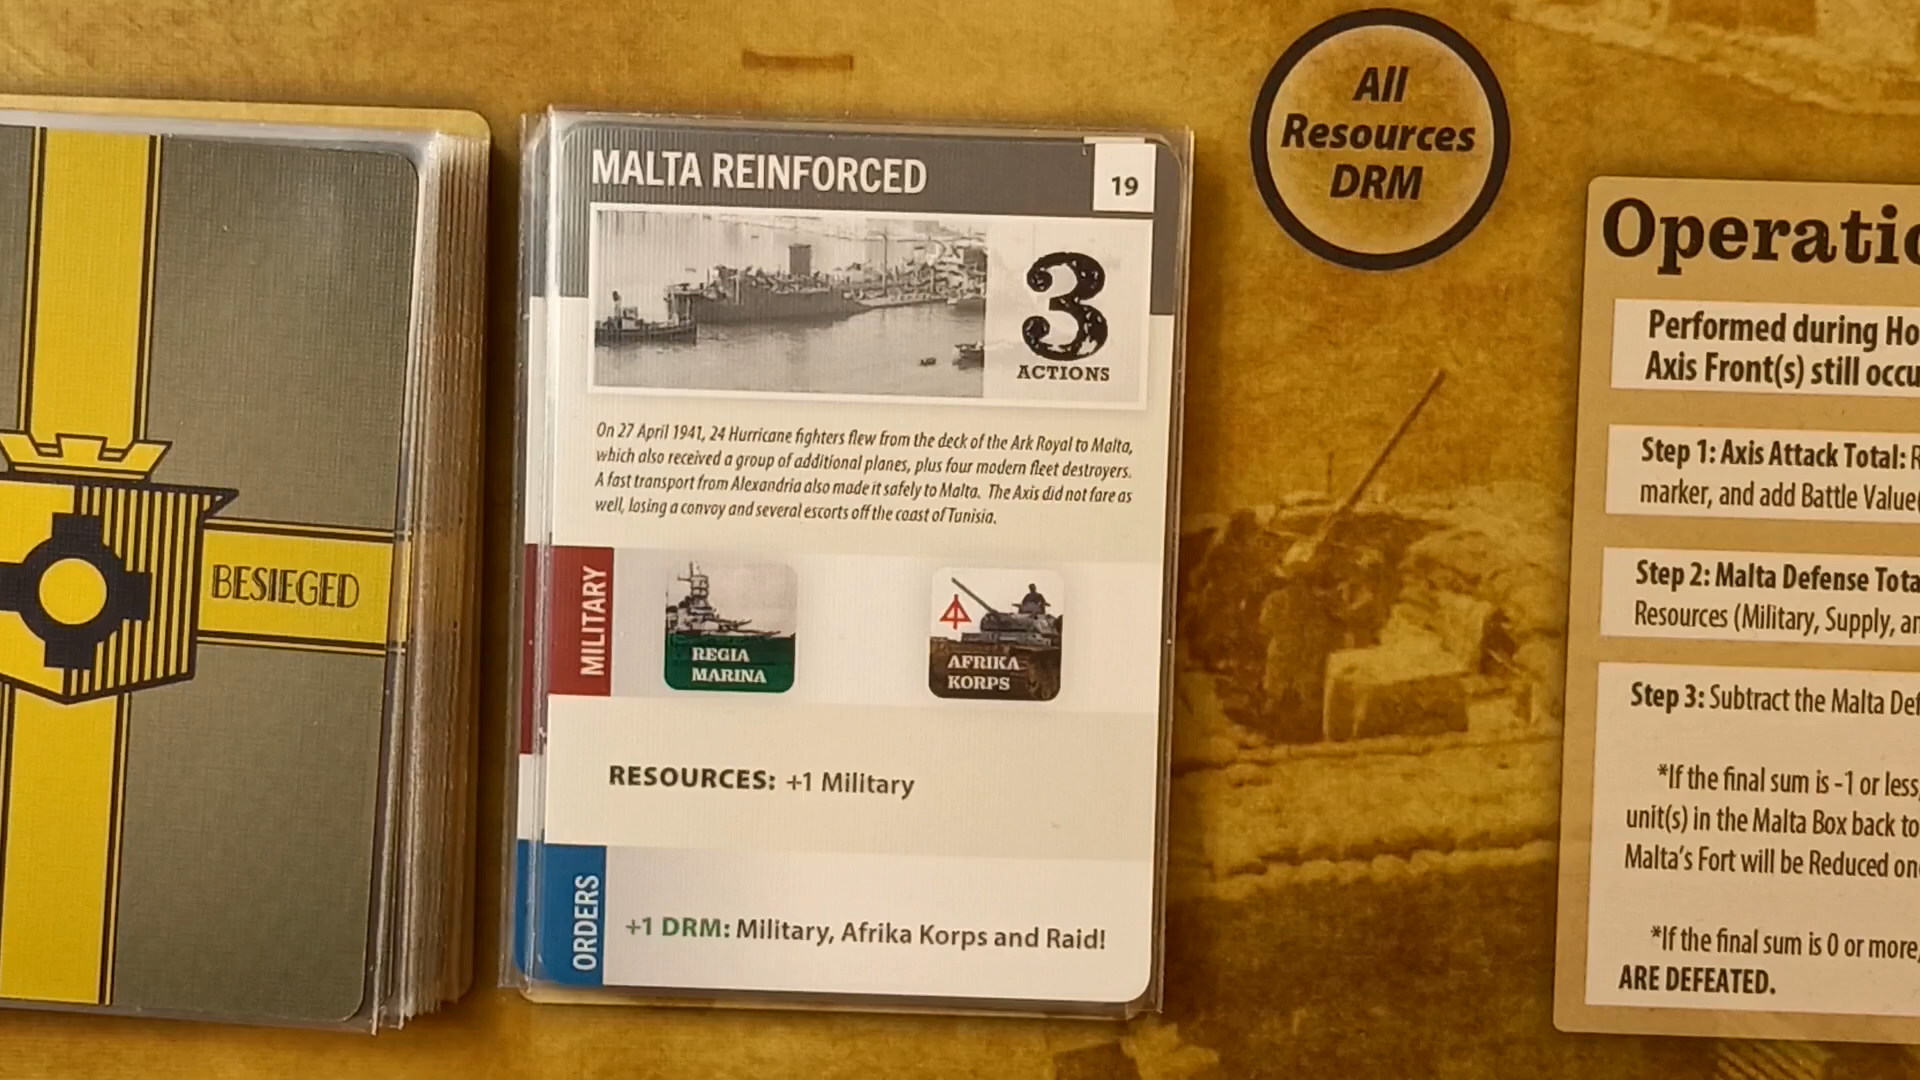 BESIEGED
MALTA REINFORCED
19
3
ACTIONS
On 27 April 1941, 24 Hurricane fighters flew from the deck of the Ark Royal to Malta,
which also received a group of additional planes, plus four modern fleet destroyers.
A fast transport from Alexandria also made it safely to Malta. The Axis did not fare as
well, losing a convoy and several escorts off the coast of Tunisia.
MILITARY
REGIA
MARINA
AFRIKA
KORPS
RESOURCES: +1 Military
ORDERS
+1 DRM: Military, Afrika Korps and Raid!
All
Resources
DRM
Operatio
Performed during Ho
Axis Front(s) still occu
Step 1: Axis Attack Total: R
marker, and add Battle Value(
Step 2: Malta Defense Tota
Resources (Military, Supply, an
Step 3: Subtract the Malta Def
*If the final sum is -1 or less,
unit(s) in the Malta Box back to
Malta's Fort will be Reduced on
*If the final sum is 0 or more,
ARE DEFEATED.